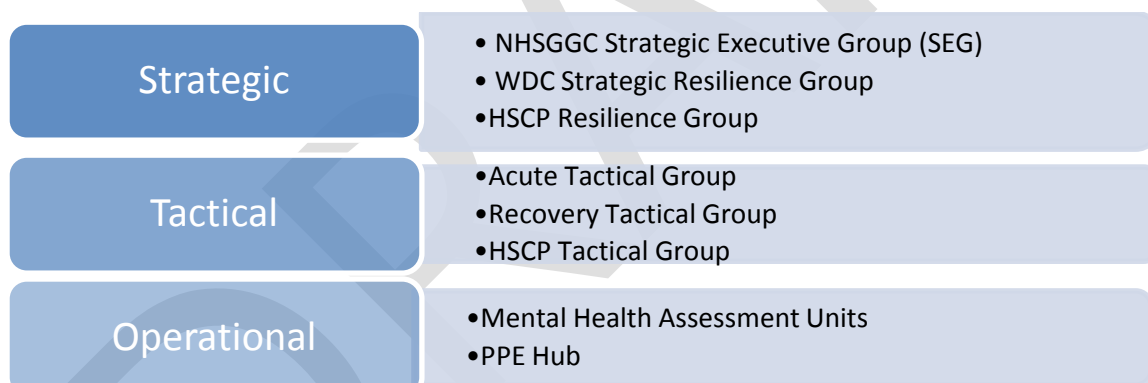 Strategic
• NHSGGC Strategic Executive Group (SEG)
• WDC Strategic Resilience Group
•HSCP Resilience Group
Tactical
•Acute Tactical Group
•Recovery Tactical Group
•HSCP Tactical Group
Operational
•Mental Health Assessment Units
•PPE Hub